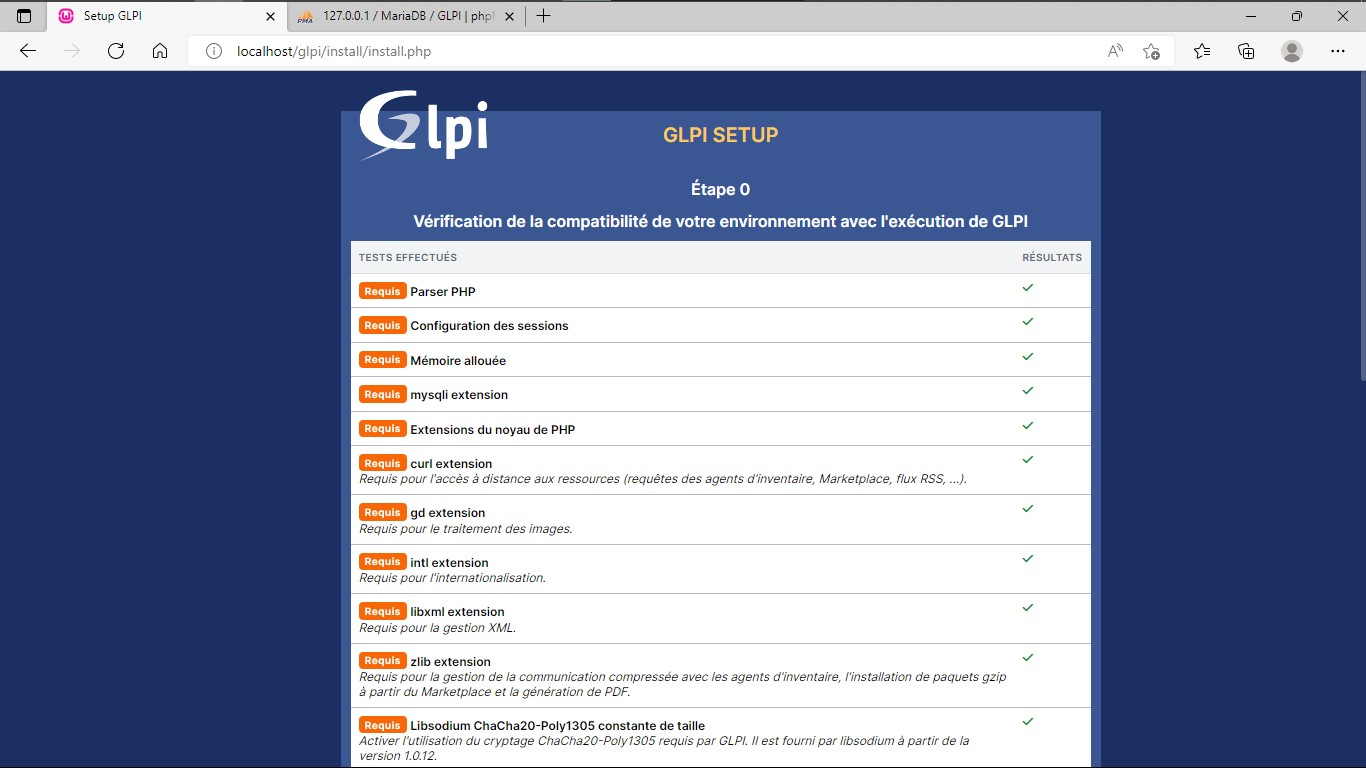 Setup GLPI
127.0.0.1 / MariaDB / GLPI | php
localhost/glpi/install/install.php
Glpi
GLPI SETUP
Étape 0
Vérification de la compatibilité de votre environnement avec l'exécution de GLPI
TESTS EFFECTUÉS RÉSULTATS
Requis Parser PHP
Requis Configuration des sessions
Requis Mémoire allouée
Requis mysqli extension
Requis Extensions du noyau de PHP
Requis curl extension
Requis pour l'accès à distance aux ressources (requêtes des agents d'inventaire, Marketplace, flux RSS, ...).
Requis gd extension
Requis pour le traitement des images.
Requis intl extension
Requis pour l'internationalisation.
Requis libxml extension
Requis pour la gestion XML.
Requis zlib extension
Requis pour la gestion de la communication compressée avec les agents d'inventaire, l'installation de paquets gzip
à partir du Marketplace et la génération de PDF.
Requis Libsodium ChaCha20-Poly1305 constante de taille
Activer l'utilisation du cryptage ChaCha20-Poly1305 requis par GLPI. Il est fourni par libsodium à partir de la
version 1.0.12.